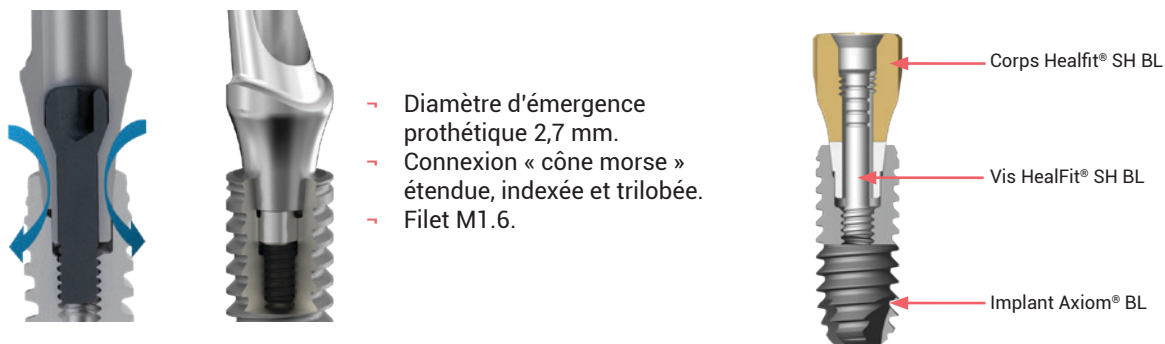 ¬ Diamètre d'émergence
prothétique 2,7 mm.
¬ Connexion « cône morse »
étendue, indexée et trilobée.
¬ Filet M1.6.
Corps Healfit® SH BL
Vis HealFit® SH BL
Implant Axiom® BL